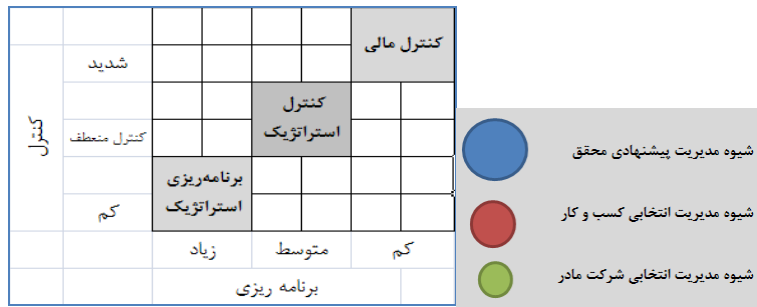 کنترل مالی
شدید
کنترل
استراتژیک
کنترل
کنترل منعطف
برنامه‌ریزی
استراتژیک
کم
زیاد
متوسط
کم
برنامه ریزی
شیوه مدیریت پیشنهادی محقق
شیوه مدیریت انتخابی کسب و کار
شیوه مدیریت انتخابی شرکت مادر